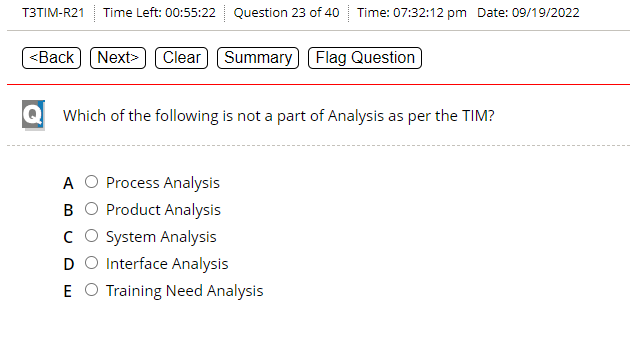 T3TIM-R21 Time Left: 00:55:22 Question 23 of 40 Time: 07:32:12 pm Date: 09/19/2022
<Back Next> Clear Summary Flag Question
Q Which of the following is not a part of Analysis as per the TIM?
A Process Analysis
B Product Analysis
C System Analysis
D Interface Analysis
E Training Need Analysis